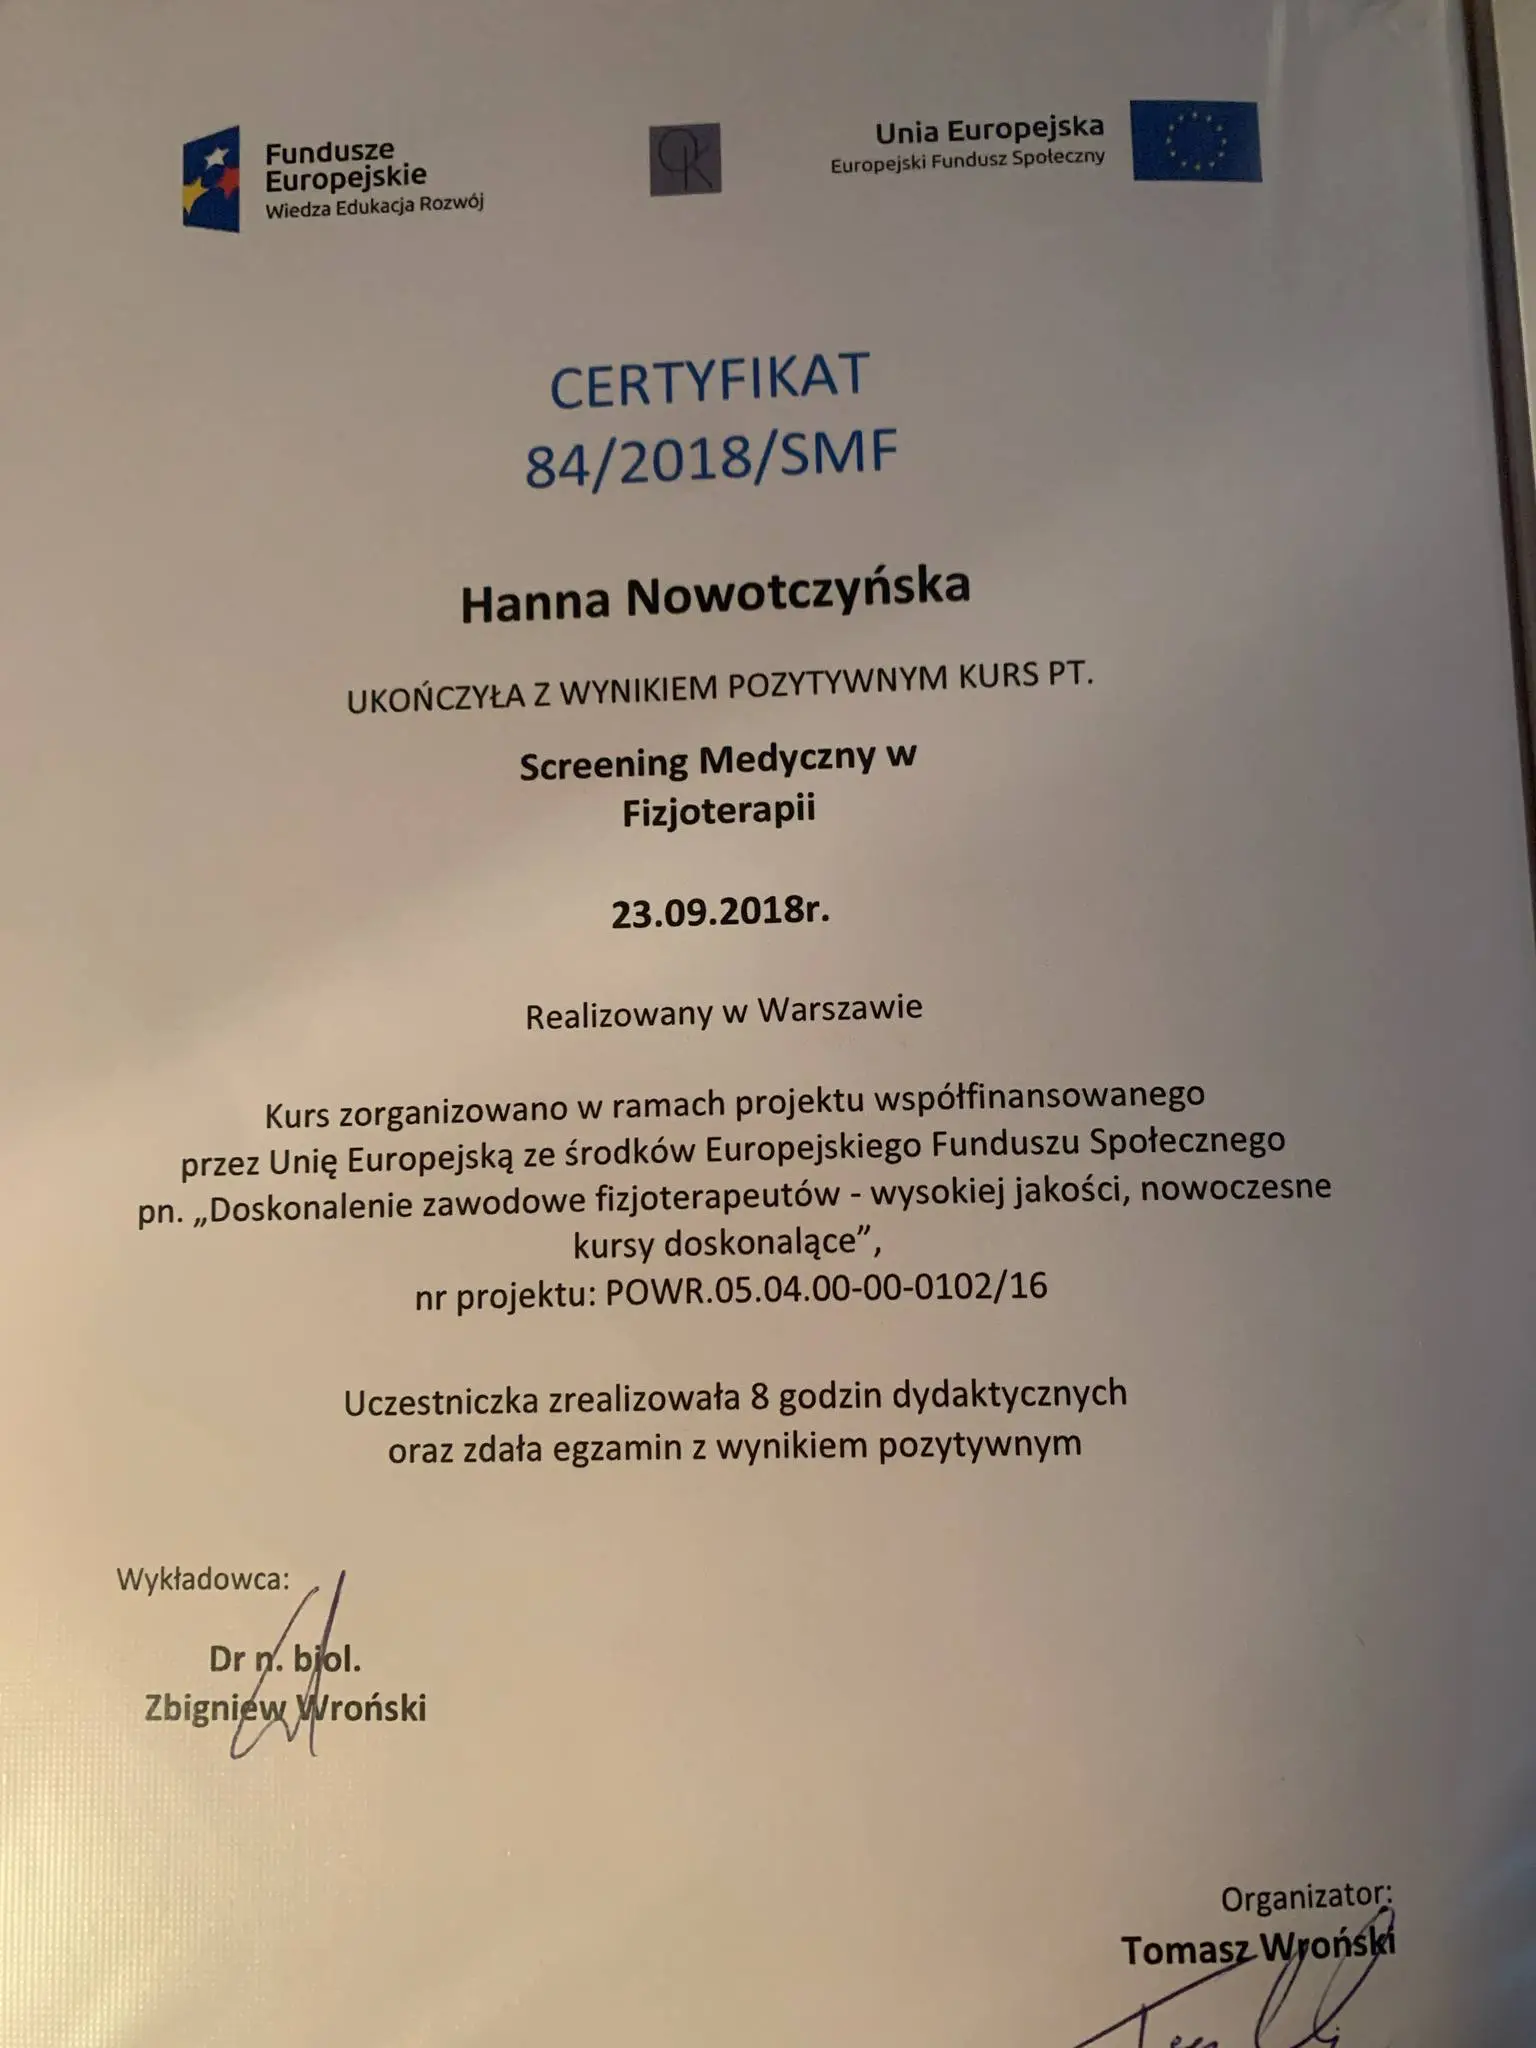 Fundusze
Europejskie
Wiedza Edukacja Rozwój
Unia Europejska
Europejski Fundusz Społeczny
CERTYFIKAT
84/2018/SMF
Hanna Nowotczyńska
UKOŃCZYŁA Z WYNIKIEM POZYTYWNYM KURS PT.
Screening Medyczny w
Fizjoterapii
23.09.2018r.
Realizowany w Warszawie
Kurs zorganizowano w ramach projektu współfinansowanego
przez Unię Europejską ze środków Europejskiego Funduszu Społecznego
pn. „Doskonalenie zawodowe fizjoterapeutów - wysokiej jakości, nowoczesne
kursy doskonalące”,
nr projektu: POWR.05.04.00-00-0102/16
Uczestniczka zrealizowała 8 godzin dydaktycznych
oraz zdała egzamin z wynikiem pozytywnym
Wykładowca:
Dr n. biol.
Zbigniew Wroński
Organizator:
Tomasz Wroński